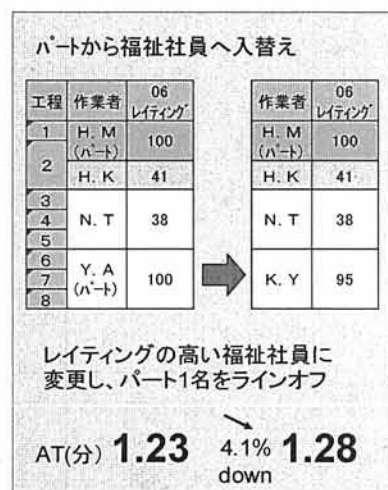 パートから福祉社員へ入替え
工程 作業者 06 レイティング
1 H. M (パート) 100
2 H. K 41
3
4 N. T 38
5
6
7 Y. A (パート) 100
8
作業者 06 レイティング
H. M (パート) 100
H. K 41
N. T 38
K. Y 95
レイティングの高い福祉社員に
変更し、パート1名をラインオフ
AT(分) 1.23 4.1% down 1.28